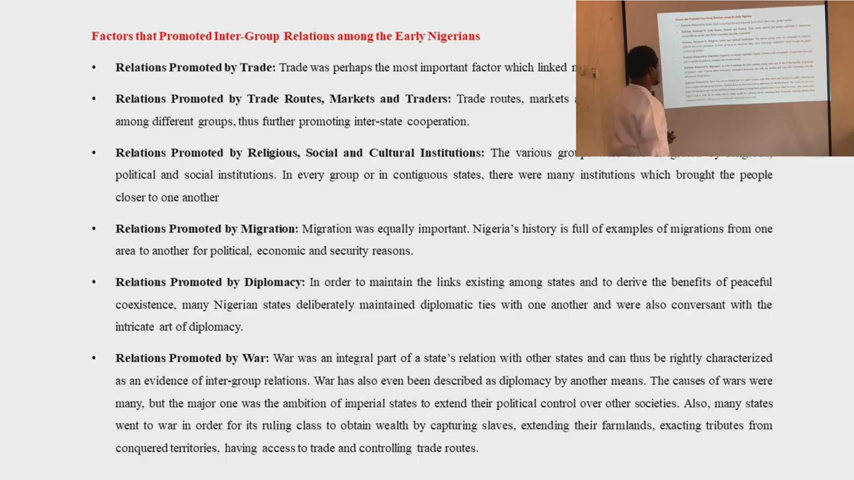 Factors that Promoted Inter-Group Relations among the Early Nigerians
• Relations Promoted by Trade: Trade was perhaps the most important factor which linked
• Relations Promoted by Trade Routes, Markets and Traders: Trade routes, markets
among different groups, thus further promoting inter-state cooperation.
• Relations Promoted by Religious, Social and Cultural Institutions: The various
political and social institutions. In every group or in contiguous states, there were many institutions which brought the people
closer to one another
• Relations Promoted by Migration: Migration was equally important. Nigeria's history is full of examples of migrations from one
area to another for political, economic and security reasons.
• Relations Promoted by Diplomacy: In order to maintain the links existing among states and to derive the benefits of peaceful
coexistence, many Nigerian states deliberately maintained diplomatic ties with one another and were also conversant with the
intricate art of diplomacy.
• Relations Promoted by War: War was an integral part of a state's relation with other states and can thus be rightly characterized
as an evidence of inter-group relations. War has also even been described as diplomacy by another means. The causes of wars were
many, but the major one was the ambition of imperial states to extend their political control over other societies. Also, many states
went to war in order for its ruling class to obtain wealth by capturing slaves, extending their farmlands, exacting tributes from
conquered territories, having access to trade and controlling trade routes.